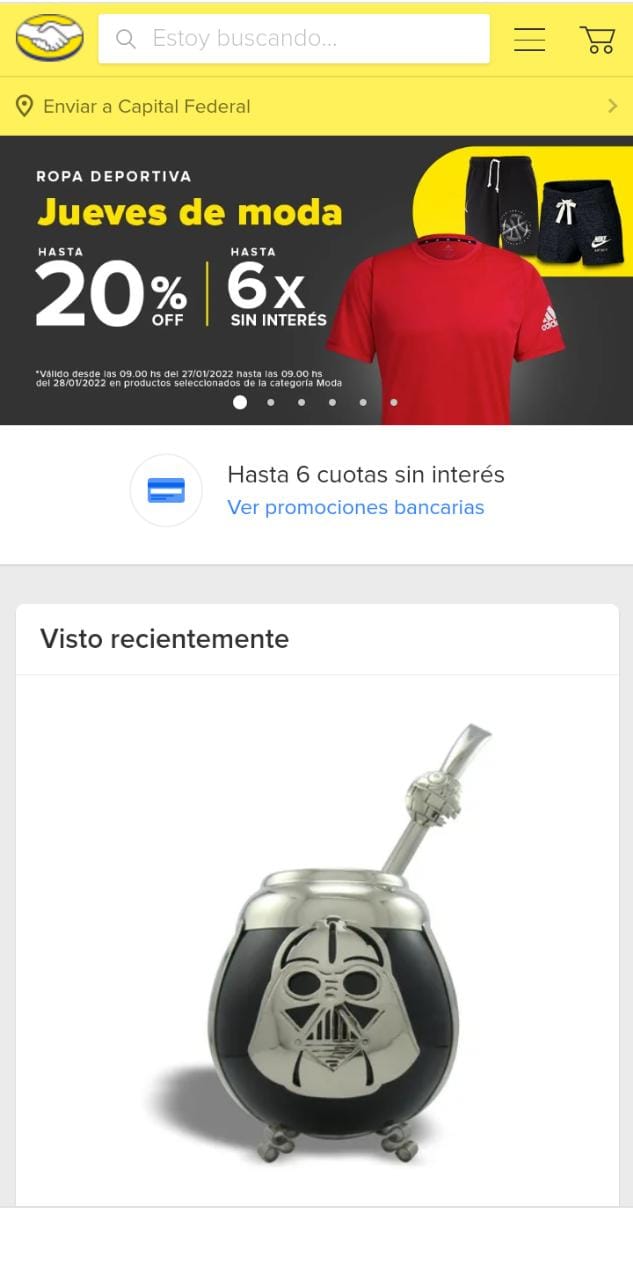 Estoy buscando...
Enviar a Capital Federal
ROPA DEPORTIVA
Jueves de moda
HASTA
20% OFF
HASTA
6x
SIN INTERÉS
*Válido desde las 09.00 hs del 27/01/2022 hasta las 09.00 hs
del 28/01/2022 en productos seleccionados de la categoría Moda
NIKE
adidas
Hasta 6 cuotas sin interés
Ver promociones bancarias
Visto recientemente